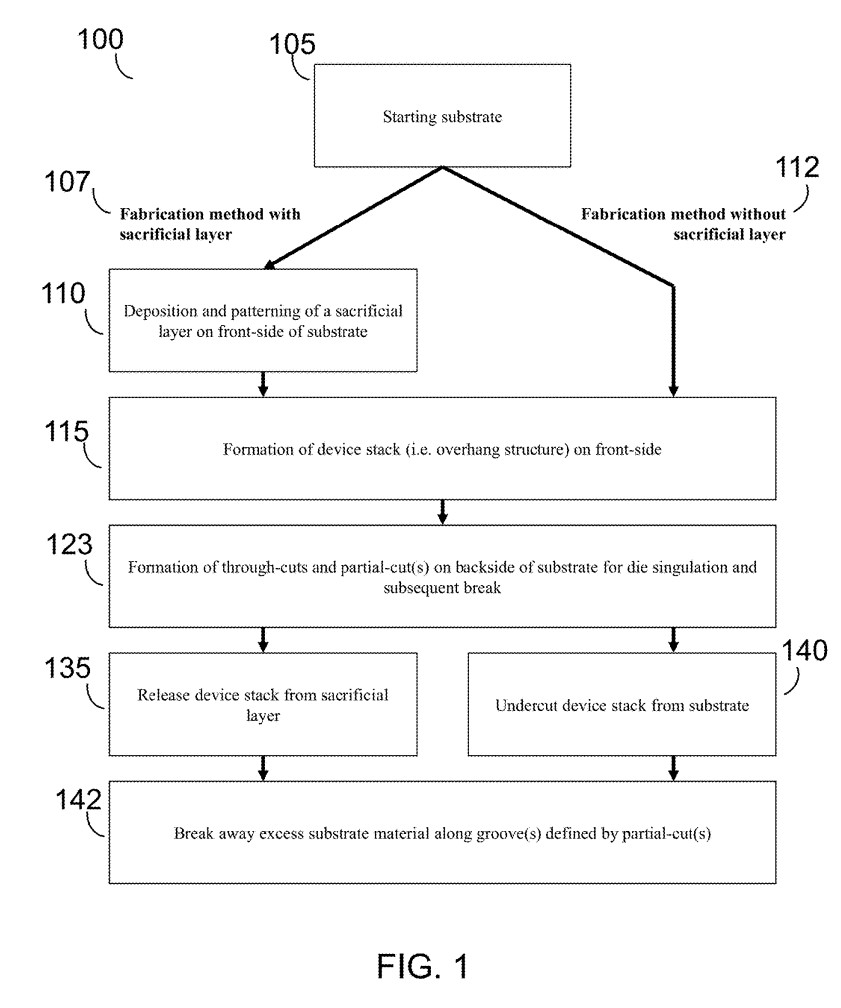 100
105
Starting substrate
107
112
Fabrication method with
sacrificial layer
Fabrication method without
sacrificial layer
110
Deposition and patterning of a sacrificial
layer on front-side of substrate
115
Formation of device stack (i.e. overhang structure) on front-side
123
Formation of through-cuts and partial-cut(s) on backside of substrate for die singulation and
subsequent break
135
Release device stack from sacrificial
layer
140
Undercut device stack from substrate
142
Break away excess substrate material along groove(s) defined by partial-cut(s)
FIG. 1